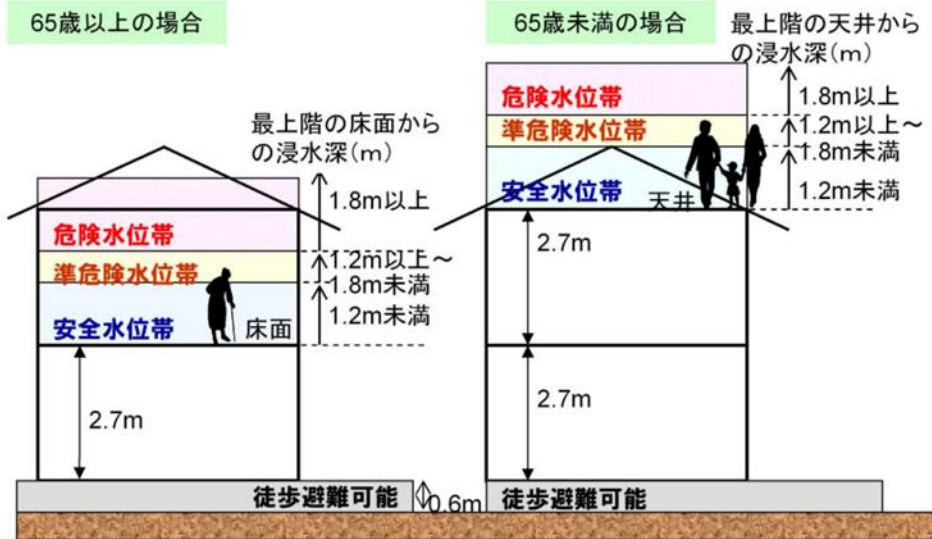 65歳以上の場合
最上階の床面から
の浸水深(m)
1.8m以上
危険水位帯
1.2m以上～
準危険水位帯
1.8m未満
1.2m未満
安全水位帯
床面
2.7m
徒歩避難可能
0.6m
65歳未満の場合
最上階の天井から
の浸水深(m)
危険水位帯
1.8m以上
準危険水位帯
1.2m以上～
1.8m未満
安全水位帯
1.2m未満
天井
2.7m
2.7m
徒歩避難可能